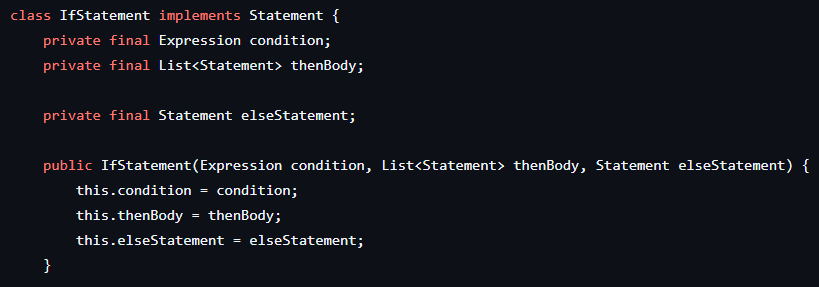 class IfStatement implements Statement {
    private final Expression condition;
    private final List<Statement> thenBody;

    private final Statement elseStatement;

    public IfStatement(Expression condition, List<Statement> thenBody, Statement elseStatement) {
        this.condition = condition;
        this.thenBody = thenBody;
        this.elseStatement = elseStatement;
    }